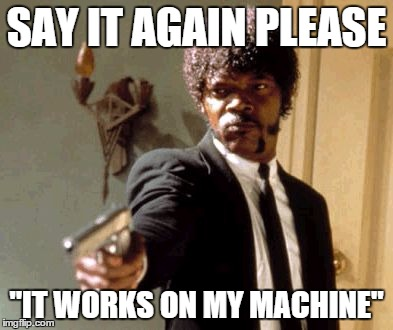 SAY IT AGAIN PLEASE
"IT WORKS ON MY MACHINE"
imgflip.com